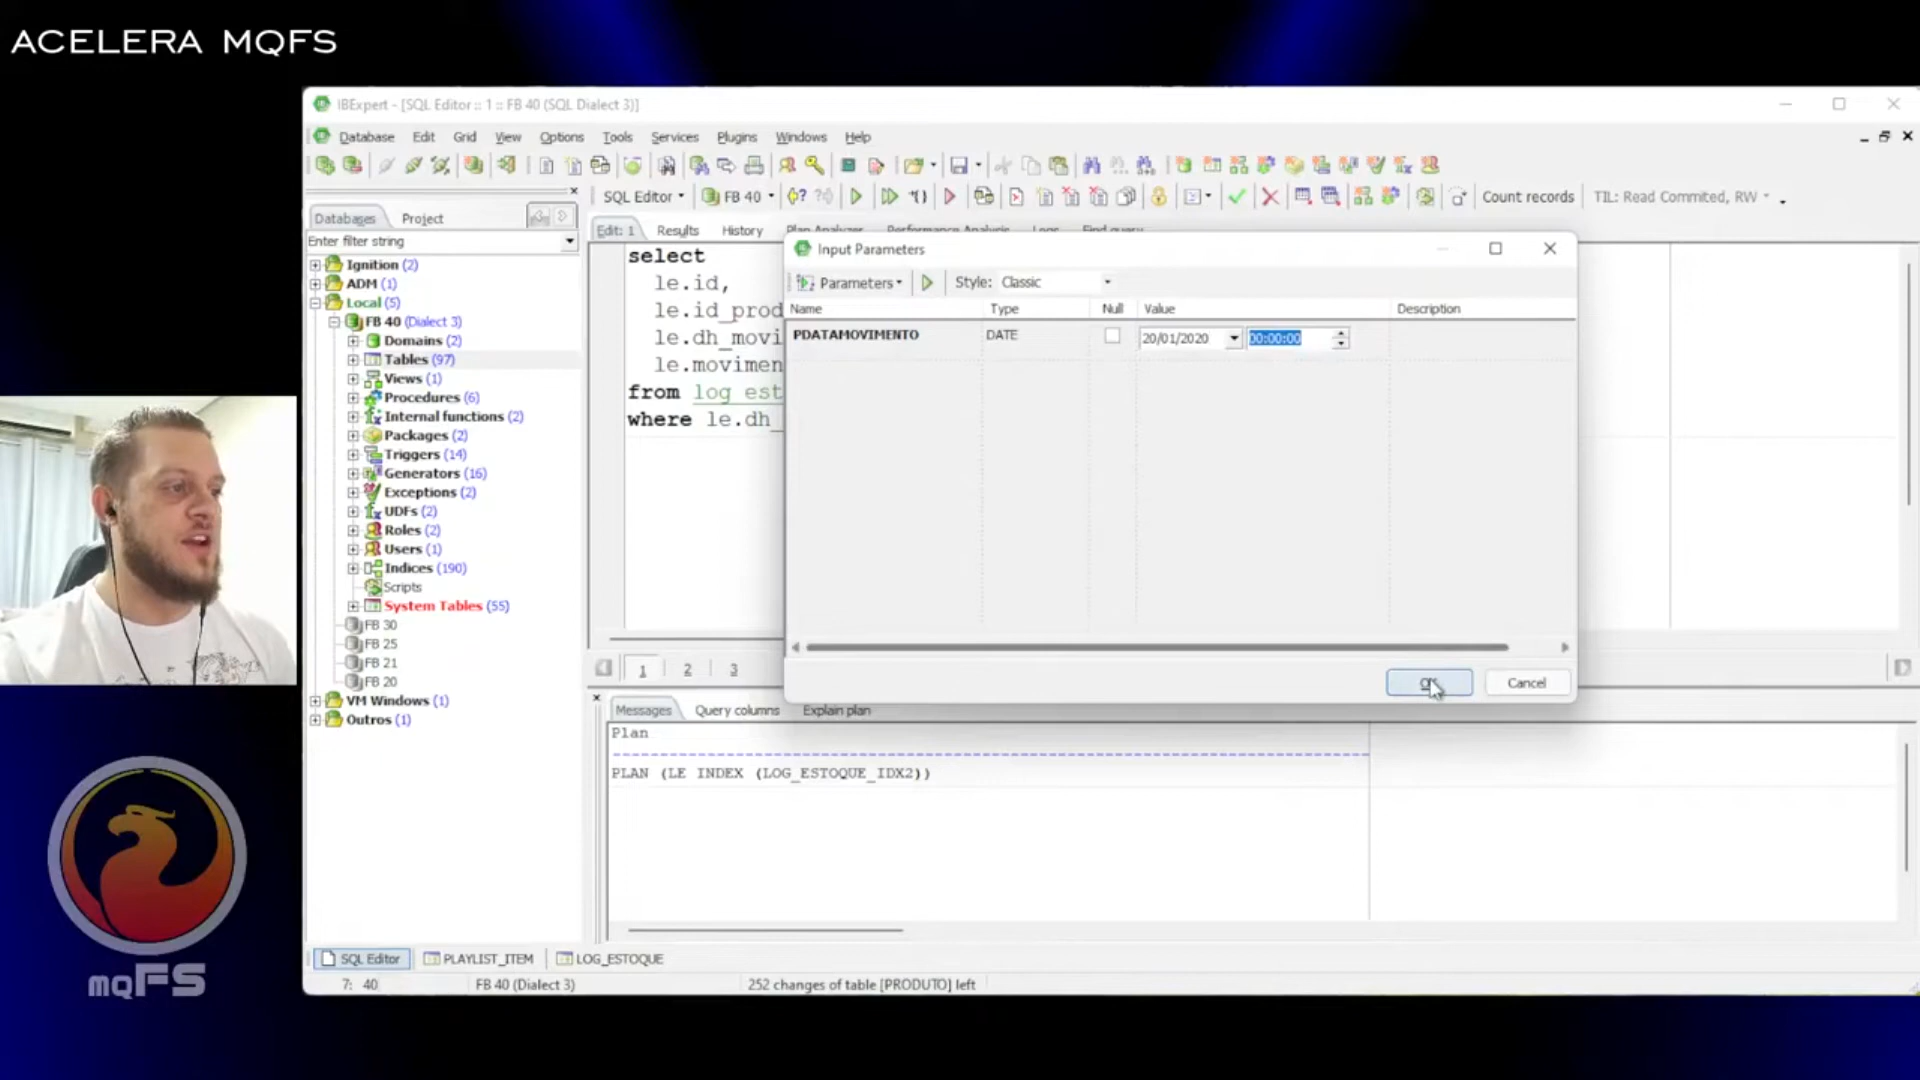 ACELERA MQFS
IBExpert - [SQL Editor :: 1 :: FB 40 (SQL Dialect 3)]
Database Edit Grid View Options Tools Services Plugins Windows Help
SQL Editor FB 40 Count records TIL: Read Commited, RW
Databases Project
Enter filter string
Ignition (2)
ADM (1)
Local (5)
FB 40 (Dialect 3)
Domains (2)
Tables (97)
Views (1)
Procedures (6)
Internal functions (2)
Packages (2)
Triggers (14)
Generators (16)
Exceptions (2)
UDFs (2)
Roles (2)
Users (1)
Indices (190)
Scripts
System Tables (55)
FB 30
FB 25
FB 21
FB 20
VM Windows (1)
Outros (1)
Edit: 1 Results History Plan Analyzer Performance Analysis Logs Find query
select
le.id,
le.id_prod
le.dh_movi
le.movimen
from log_est
where le.dh_
Input Parameters
Parameters Style: Classic
Name Type Null Value Description
PDATAMOVIMENTO DATE 20/01/2020 00:00:00
Cancel
1 2 3
Messages Query columns Explain plan
Plan
--------------------------------------------------------------------------------
PLAN (LE INDEX (LOG_ESTOQUE_IDX2))
SQL Editor PLAYLIST_ITEM LOG_ESTOQUE
7: 40 FB 40 (Dialect 3) 252 changes of table [PRODUTO] left
mqFS